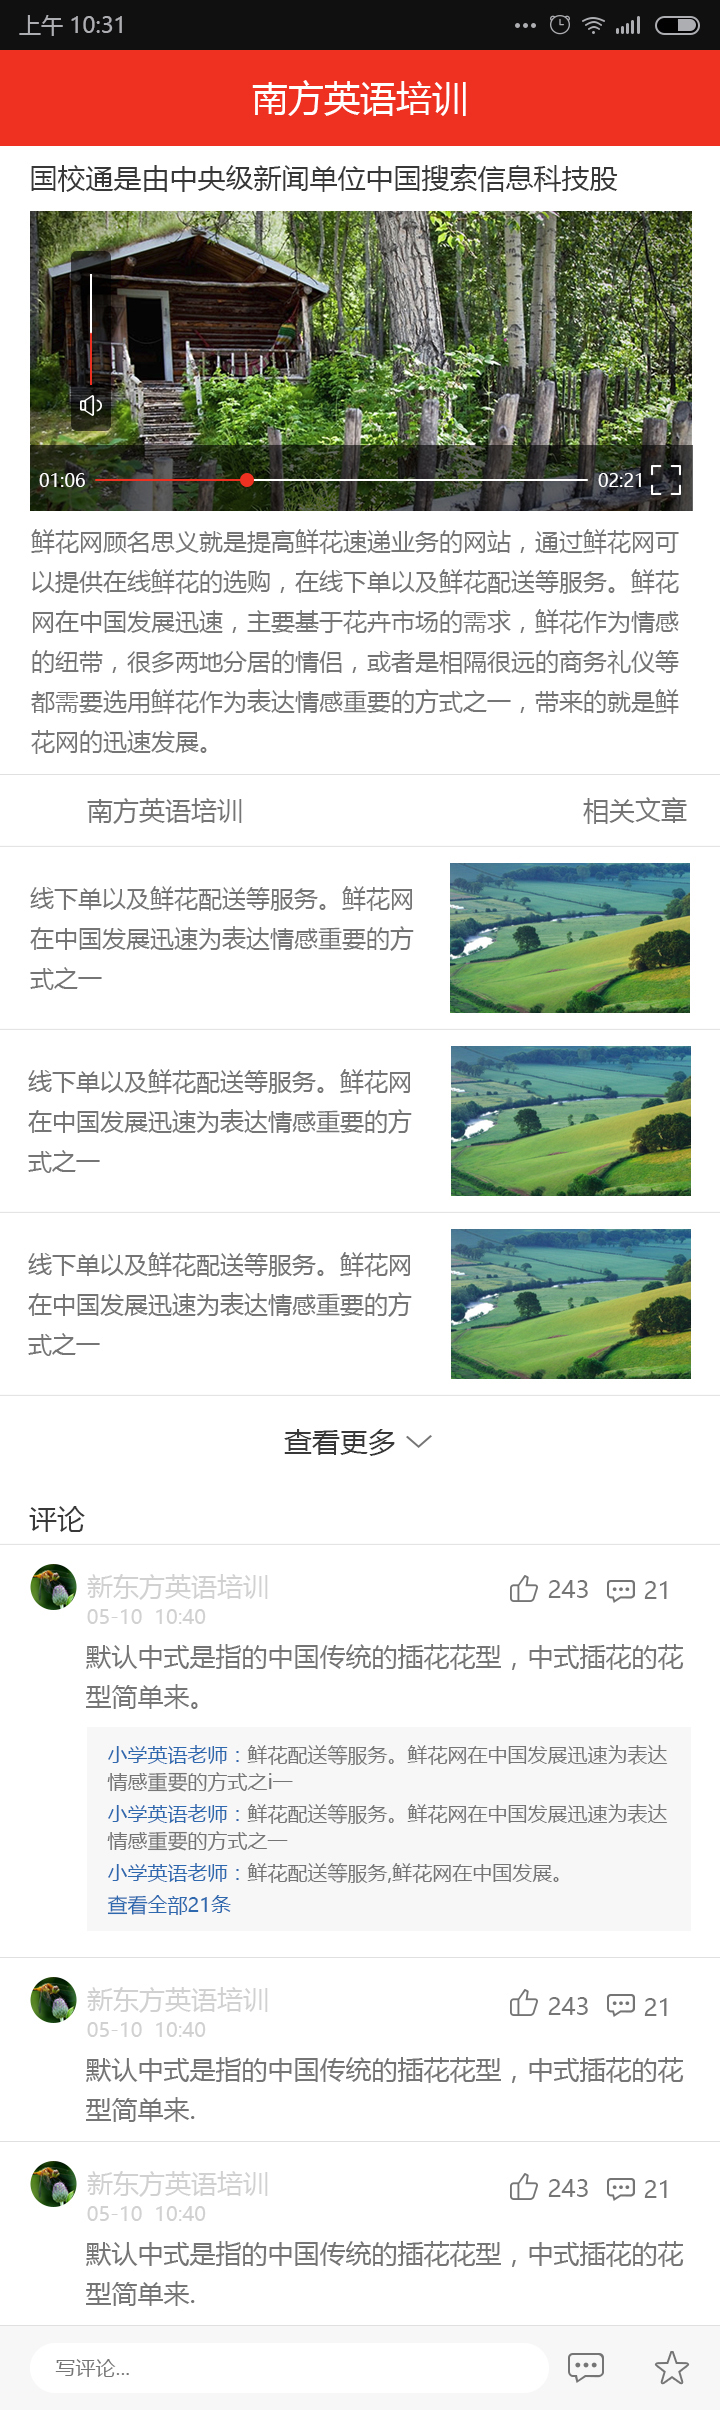 上午 10:31
南方英语培训
国校通是由中央级新闻单位中国搜索信息科技股
01:06
02:21
鲜花网顾名思义就是提高鲜花速递业务的网站，通过鲜花网可
以提供在线鲜花的选购，在线下单以及鲜花配送等服务。鲜花
网在中国发展迅速，主要基于花卉市场的需求，鲜花作为情感
的纽带，很多两地分居的情侣，或者是相隔很远的商务礼仪等
都需要选用鲜花作为表达情感重要的方式之一，带来的就是鲜
花网的迅速发展。
南方英语培训 相关文章
线下单以及鲜花配送等服务。鲜花网
在中国发展迅速为表达情感重要的方
式之一
线下单以及鲜花配送等服务。鲜花网
在中国发展迅速为表达情感重要的方
式之一
线下单以及鲜花配送等服务。鲜花网
在中国发展迅速为表达情感重要的方
式之一
查看更多
评论
新东方英语培训 243 21
05-10 10:40
默认中式是指的中国传统的插花花型，中式插花的花
型简单来。
小学英语老师：鲜花配送等服务。鲜花网在中国发展迅速为表达
情感重要的方式之i一
小学英语老师：鲜花配送等服务。鲜花网在中国发展迅速为表达
情感重要的方式之一
小学英语老师：鲜花配送等服务,鲜花网在中国发展。
查看全部21条
新东方英语培训 243 21
05-10 10:40
默认中式是指的中国传统的插花花型，中式插花的花
型简单来.
新东方英语培训 243 21
05-10 10:40
默认中式是指的中国传统的插花花型，中式插花的花
型简单来.
写评论...